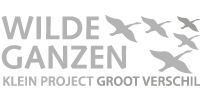 WILDE
GANZEN
KLEIN PROJECT GROOT VERSCHIL